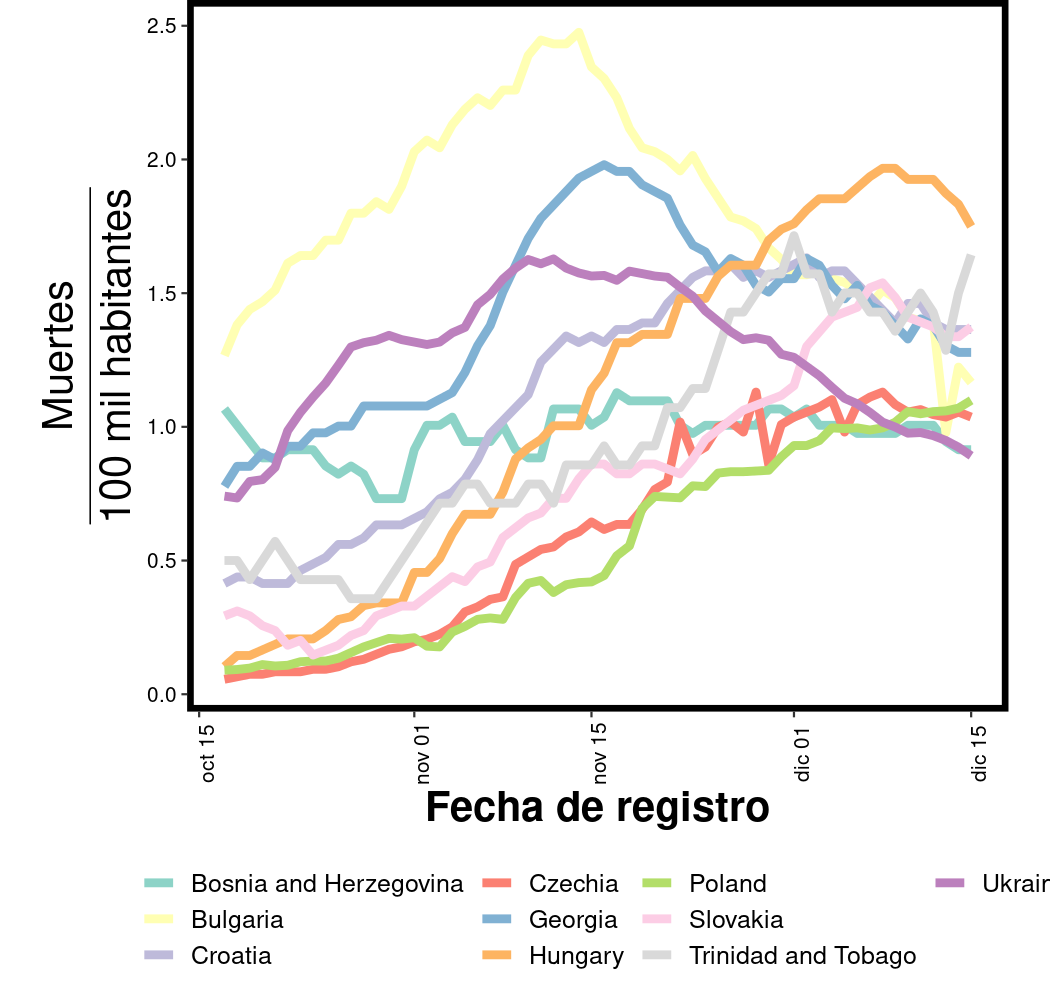 Muertes
100 mil habitantes
2.5
2.0
1.5
1.0
0.5
0.0
oct 15
nov 01
nov 15
dic 01
dic 15
Fecha de registro
Bosnia and Herzegovina
Czechia
Poland
Ukrair
Bulgaria
Georgia
Slovakia
Croatia
Hungary
Trinidad and Tobago